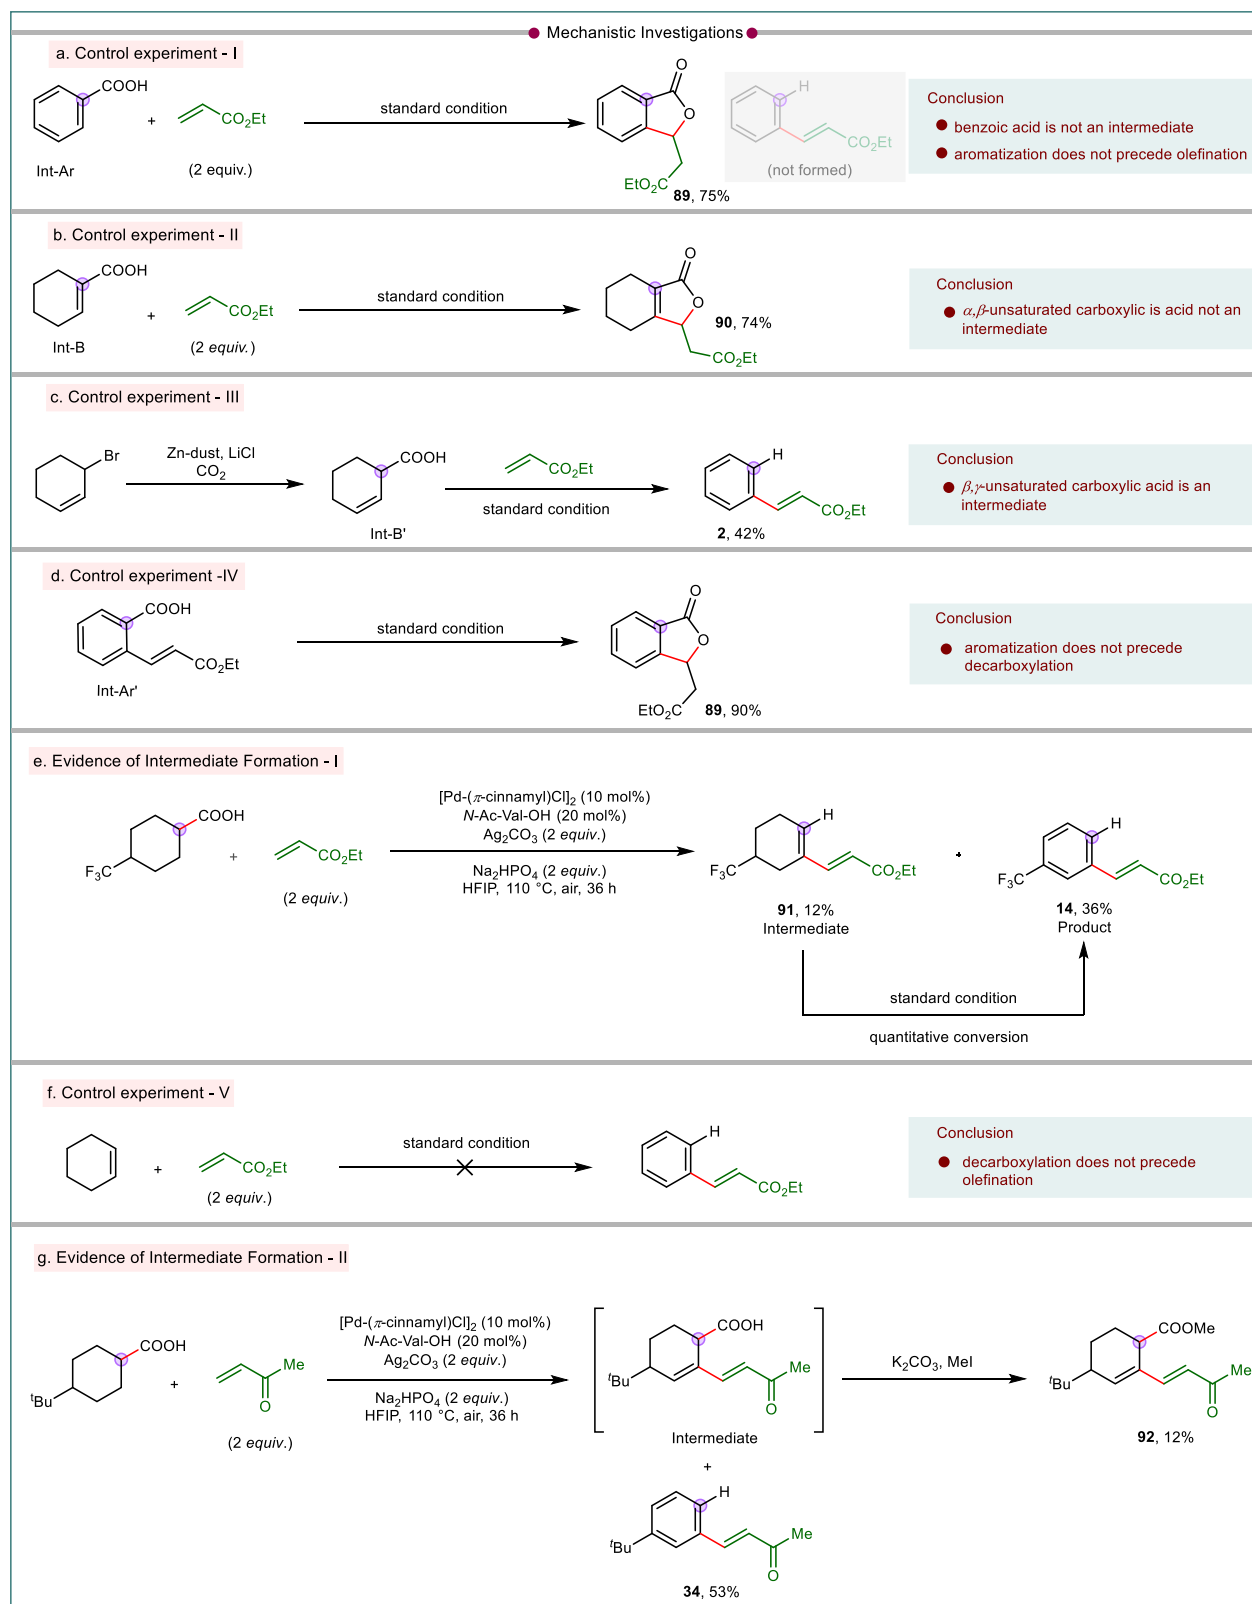 Mechanistic Investigations
a. Control experiment - I
COOH
Int-Ar
+
CO2Et
(2 equiv.)
standard condition
O
O
EtO2C
89, 75%
H
CO2Et
(not formed)
Conclusion
benzoic acid is not an intermediate
aromatization does not precede olefination
b. Control experiment - II
COOH
Int-B
+
CO2Et
(2 equiv.)
standard condition
O
O
90, 74%
CO2Et
Conclusion
α,β-unsaturated carboxylic is acid not an
intermediate
c. Control experiment - III
Br
Zn-dust, LiCl
CO2
COOH
Int-B'
CO2Et
standard condition
H
CO2Et
2, 42%
Conclusion
β,γ-unsaturated carboxylic acid is an
intermediate
d. Control experiment -IV
COOH
CO2Et
Int-Ar'
standard condition
O
O
EtO2C
89, 90%
Conclusion
aromatization does not precede
decarboxylation
e. Evidence of Intermediate Formation - I
COOH
F3C
+
CO2Et
(2 equiv.)
[Pd-(π-cinnamyl)Cl]2 (10 mol%)
N-Ac-Val-OH (20 mol%)
Ag2CO3 (2 equiv.)
Na2HPO4 (2 equiv.)
HFIP, 110 °C, air, 36 h
H
F3C
CO2Et
91, 12%
Intermediate
+
H
F3C
CO2Et
14, 36%
Product
standard condition
quantitative conversion
f. Control experiment - V
+
CO2Et
(2 equiv.)
standard condition
H
CO2Et
Conclusion
decarboxylation does not precede
olefination
g. Evidence of Intermediate Formation - II
COOH
tBu
+
Me
O
(2 equiv.)
[Pd-(π-cinnamyl)Cl]2 (10 mol%)
N-Ac-Val-OH (20 mol%)
Ag2CO3 (2 equiv.)
Na2HPO4 (2 equiv.)
HFIP, 110 °C, air, 36 h
COOH
tBu
Me
O
Intermediate
+
H
tBu
Me
O
34, 53%
K2CO3, MeI
COOMe
tBu
Me
O
92, 12%